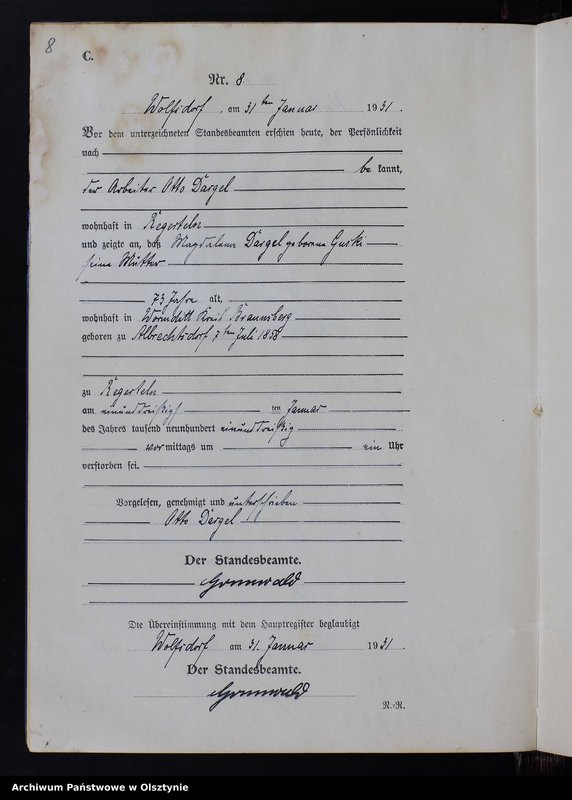 8
C.
Nr. 8
Wolfsdorf, am 31ten Januar 1931.
Vor dem unterzeichneten Standesbeamten erschien heute, der Persönlichkeit
nach
bekannt,
der Arbeiter Otto Dargel
wohnhaft in Regerteln
und zeigte an, daß Magdalena Dargel geborene Guski
seine Mutter
73 Jahre alt,
wohnhaft in Wormditt Kreis Braunsberg
geboren zu Albrechtsdorf, 7ten Juli 1858
zu Regerteln
am einunddreißigsten Januar
des Jahres tausend neunhundert einunddreißig
vormittags um ein Uhr
verstorben sei.
Vorgelesen, genehmigt und unterschrieben
Otto Dargel
Der Standesbeamte.
Grunwald
Die Übereinstimmung mit dem Hauptregister beglaubigt
Wolfsdorf am 31. Januar 1931.
Der Standesbeamte.
Grunwald
R.-R.
Archiwum Państwowe w Olsztynie